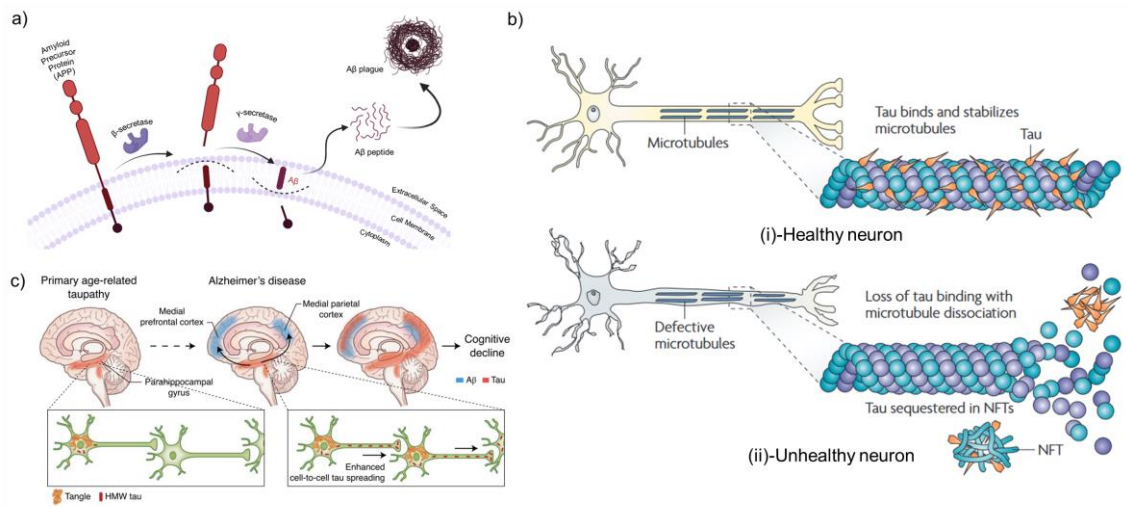 a)
Amyloid
Precursor
Protein
(APP)
β-secretase
γ-secretase
Aβ
Aβ peptide
Aβ plague
Extracellular Space
Cell Membrane
Cytoplasm
b)
Microtubules
Tau binds and stabilizes
microtubules
Tau
(i)-Healthy neuron
Defective
microtubules
Loss of tau binding with
microtubule dissociation
Tau sequestered in NFTs
NFT
(ii)-Unhealthy neuron
c)
Primary age-related
taupathy
Alzheimer's disease
Medial
prefrontal cortex
Medial parietal
cortex
Parahippocampal
gyrus
Aβ
Tau
Cognitive
decline
Enhanced
cell-to-cell tau spreading
Tangle
HMW tau